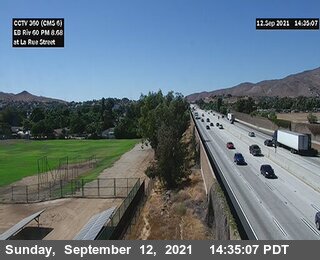 CCTV 360 (CMS 6)
EB Riv 60 PM 8.68
at La Rue Street
12.Sep 2021 14:35:07
Sunday, September 12, 2021 14:35:07 PDT